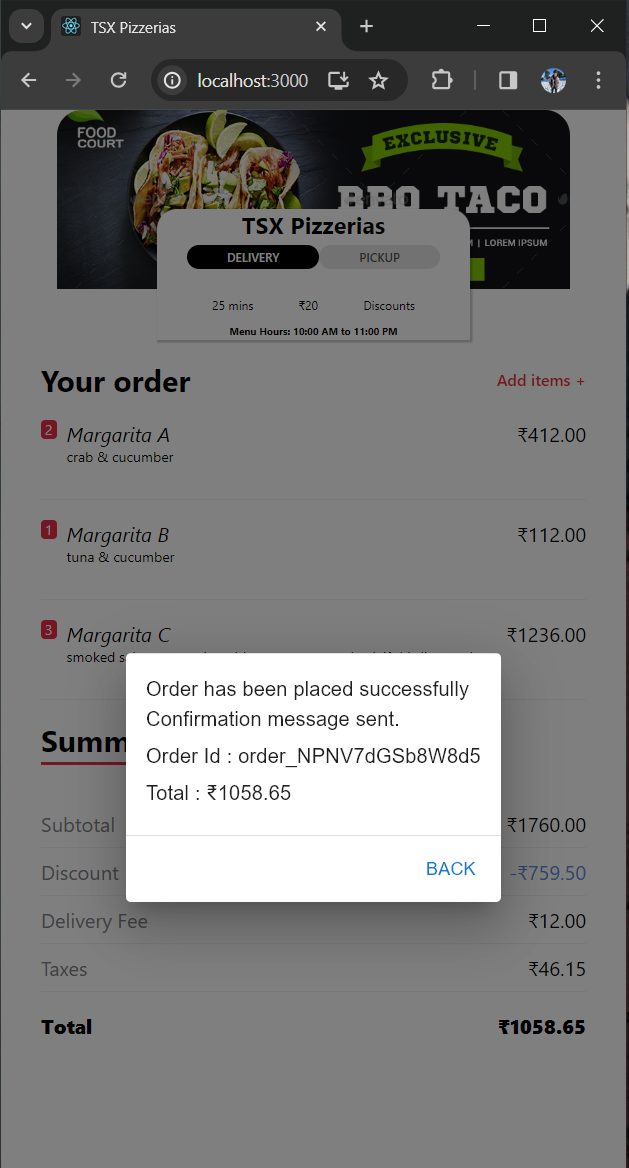 TSX Pizzerias
localhost:3000
FOOD
COURT
EXCLUSIVE
BBQ TACO
LOREM IPSUM
TSX Pizzerias
DELIVERY PICKUP
25 mins ₹20 Discounts
Menu Hours: 10:00 AM to 11:00 PM
Your order Add items +
2 Margarita A ₹412.00
crab & cucumber
1 Margarita B ₹112.00
tuna & cucumber
3 Margarita C ₹1236.00
smoked
Order has been placed successfully
Confirmation message sent.
Order Id : order_NPNV7dGSb8W8d5
Total : ₹1058.65
BACK
Summ
Subtotal ₹1760.00
Discount -₹759.50
Delivery Fee ₹12.00
Taxes ₹46.15
Total ₹1058.65